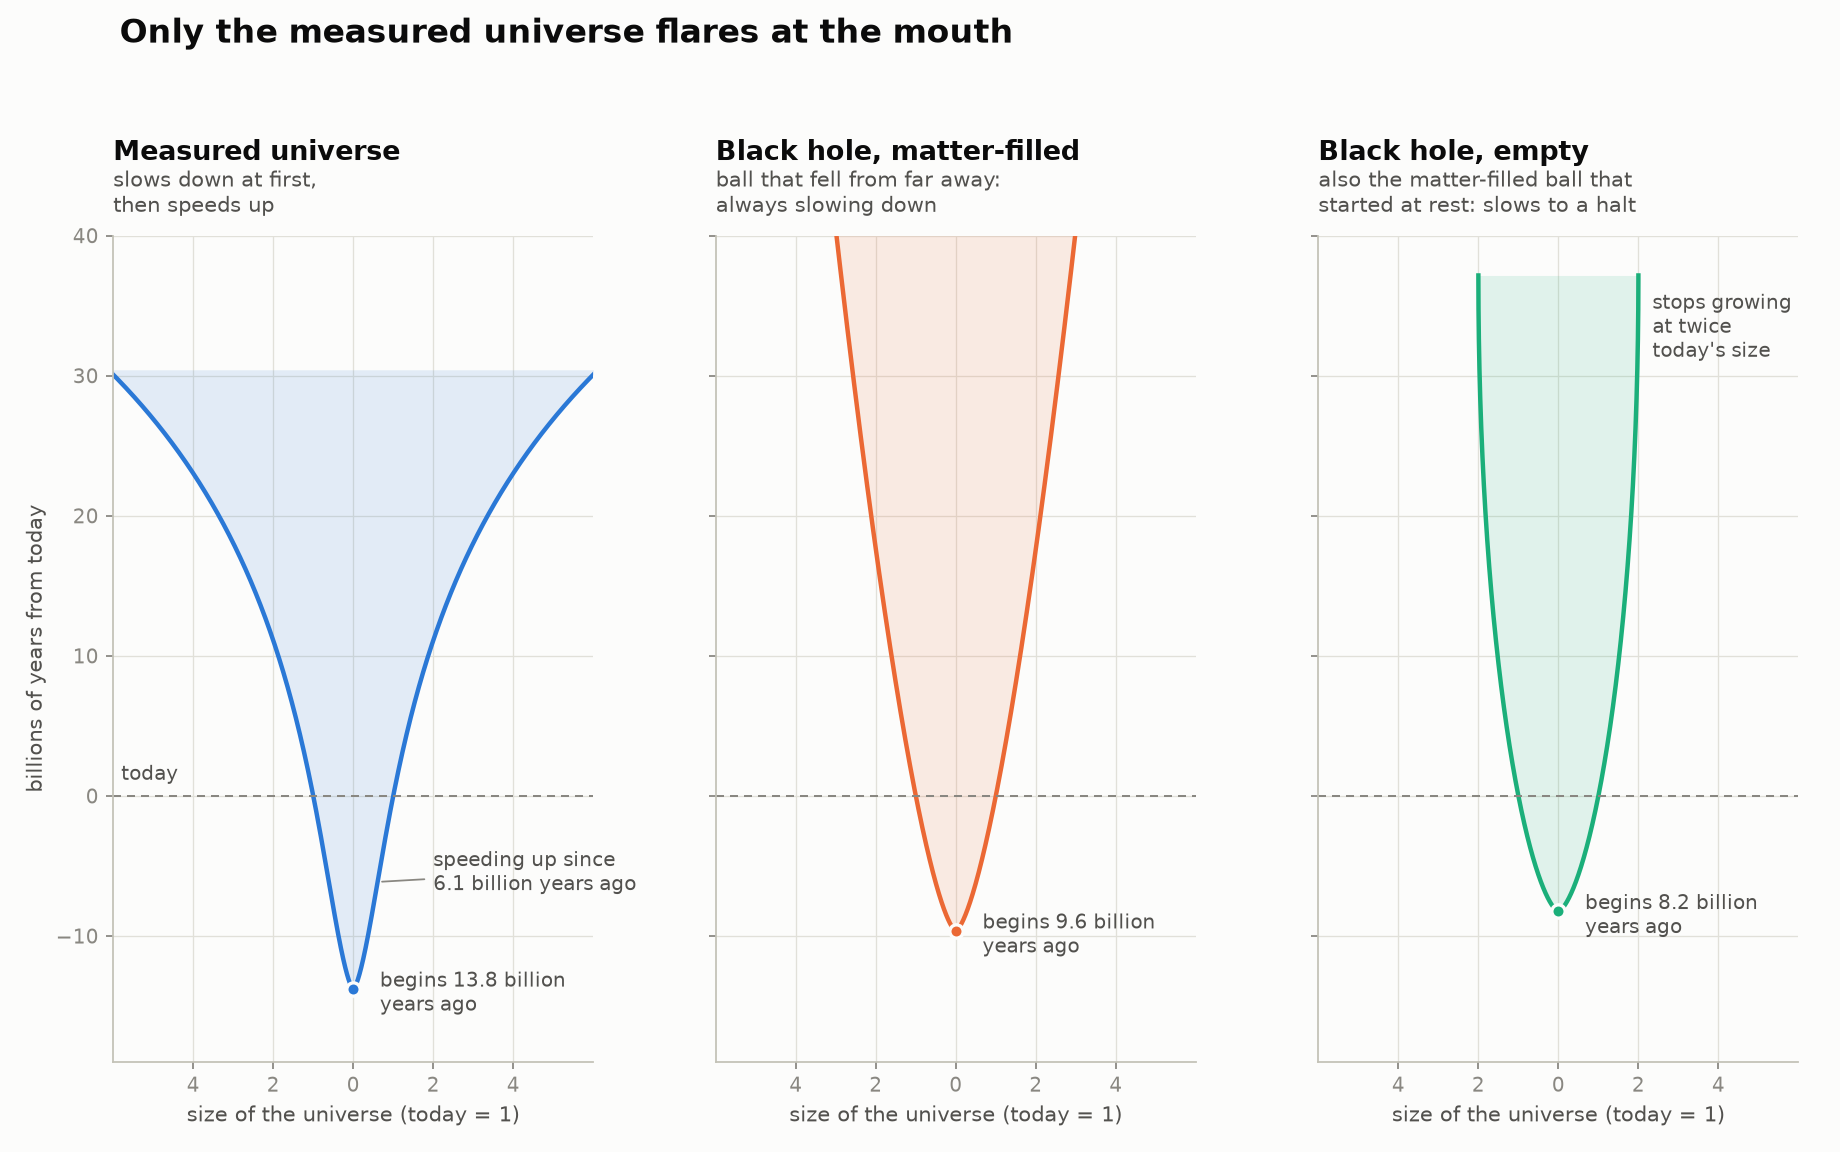 Only the measured universe flares at the mouth
Measured universe
slows down at first,
then speeds up
Black hole, matter-filled
ball that fell from far away:
always slowing down
Black hole, empty
also the matter-filled ball that
started at rest: slows to a halt
billions of years from today
40
30
20
10
0
−10
today
speeding up since
6.1 billion years ago
begins 13.8 billion
years ago
begins 9.6 billion
years ago
stops growing
at twice
today's size
begins 8.2 billion
years ago
4 2 0 2 4
size of the universe (today = 1)
4 2 0 2 4
size of the universe (today = 1)
4 2 0 2 4
size of the universe (today = 1)